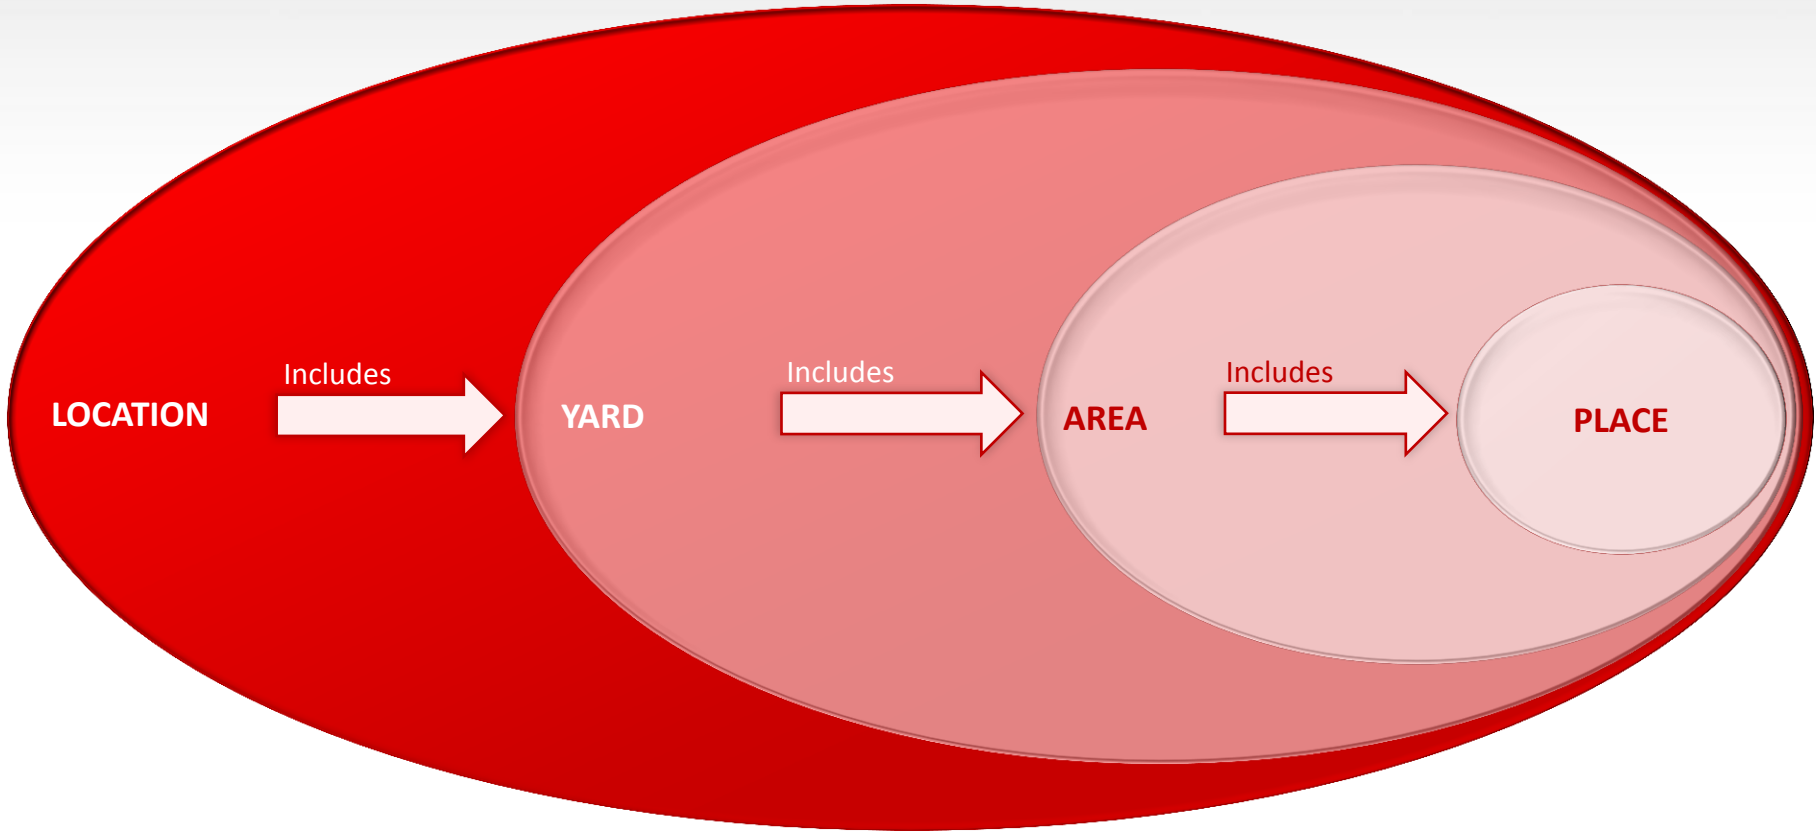 LOCATION
Includes
YARD
Includes
AREA
Includes
PLACE